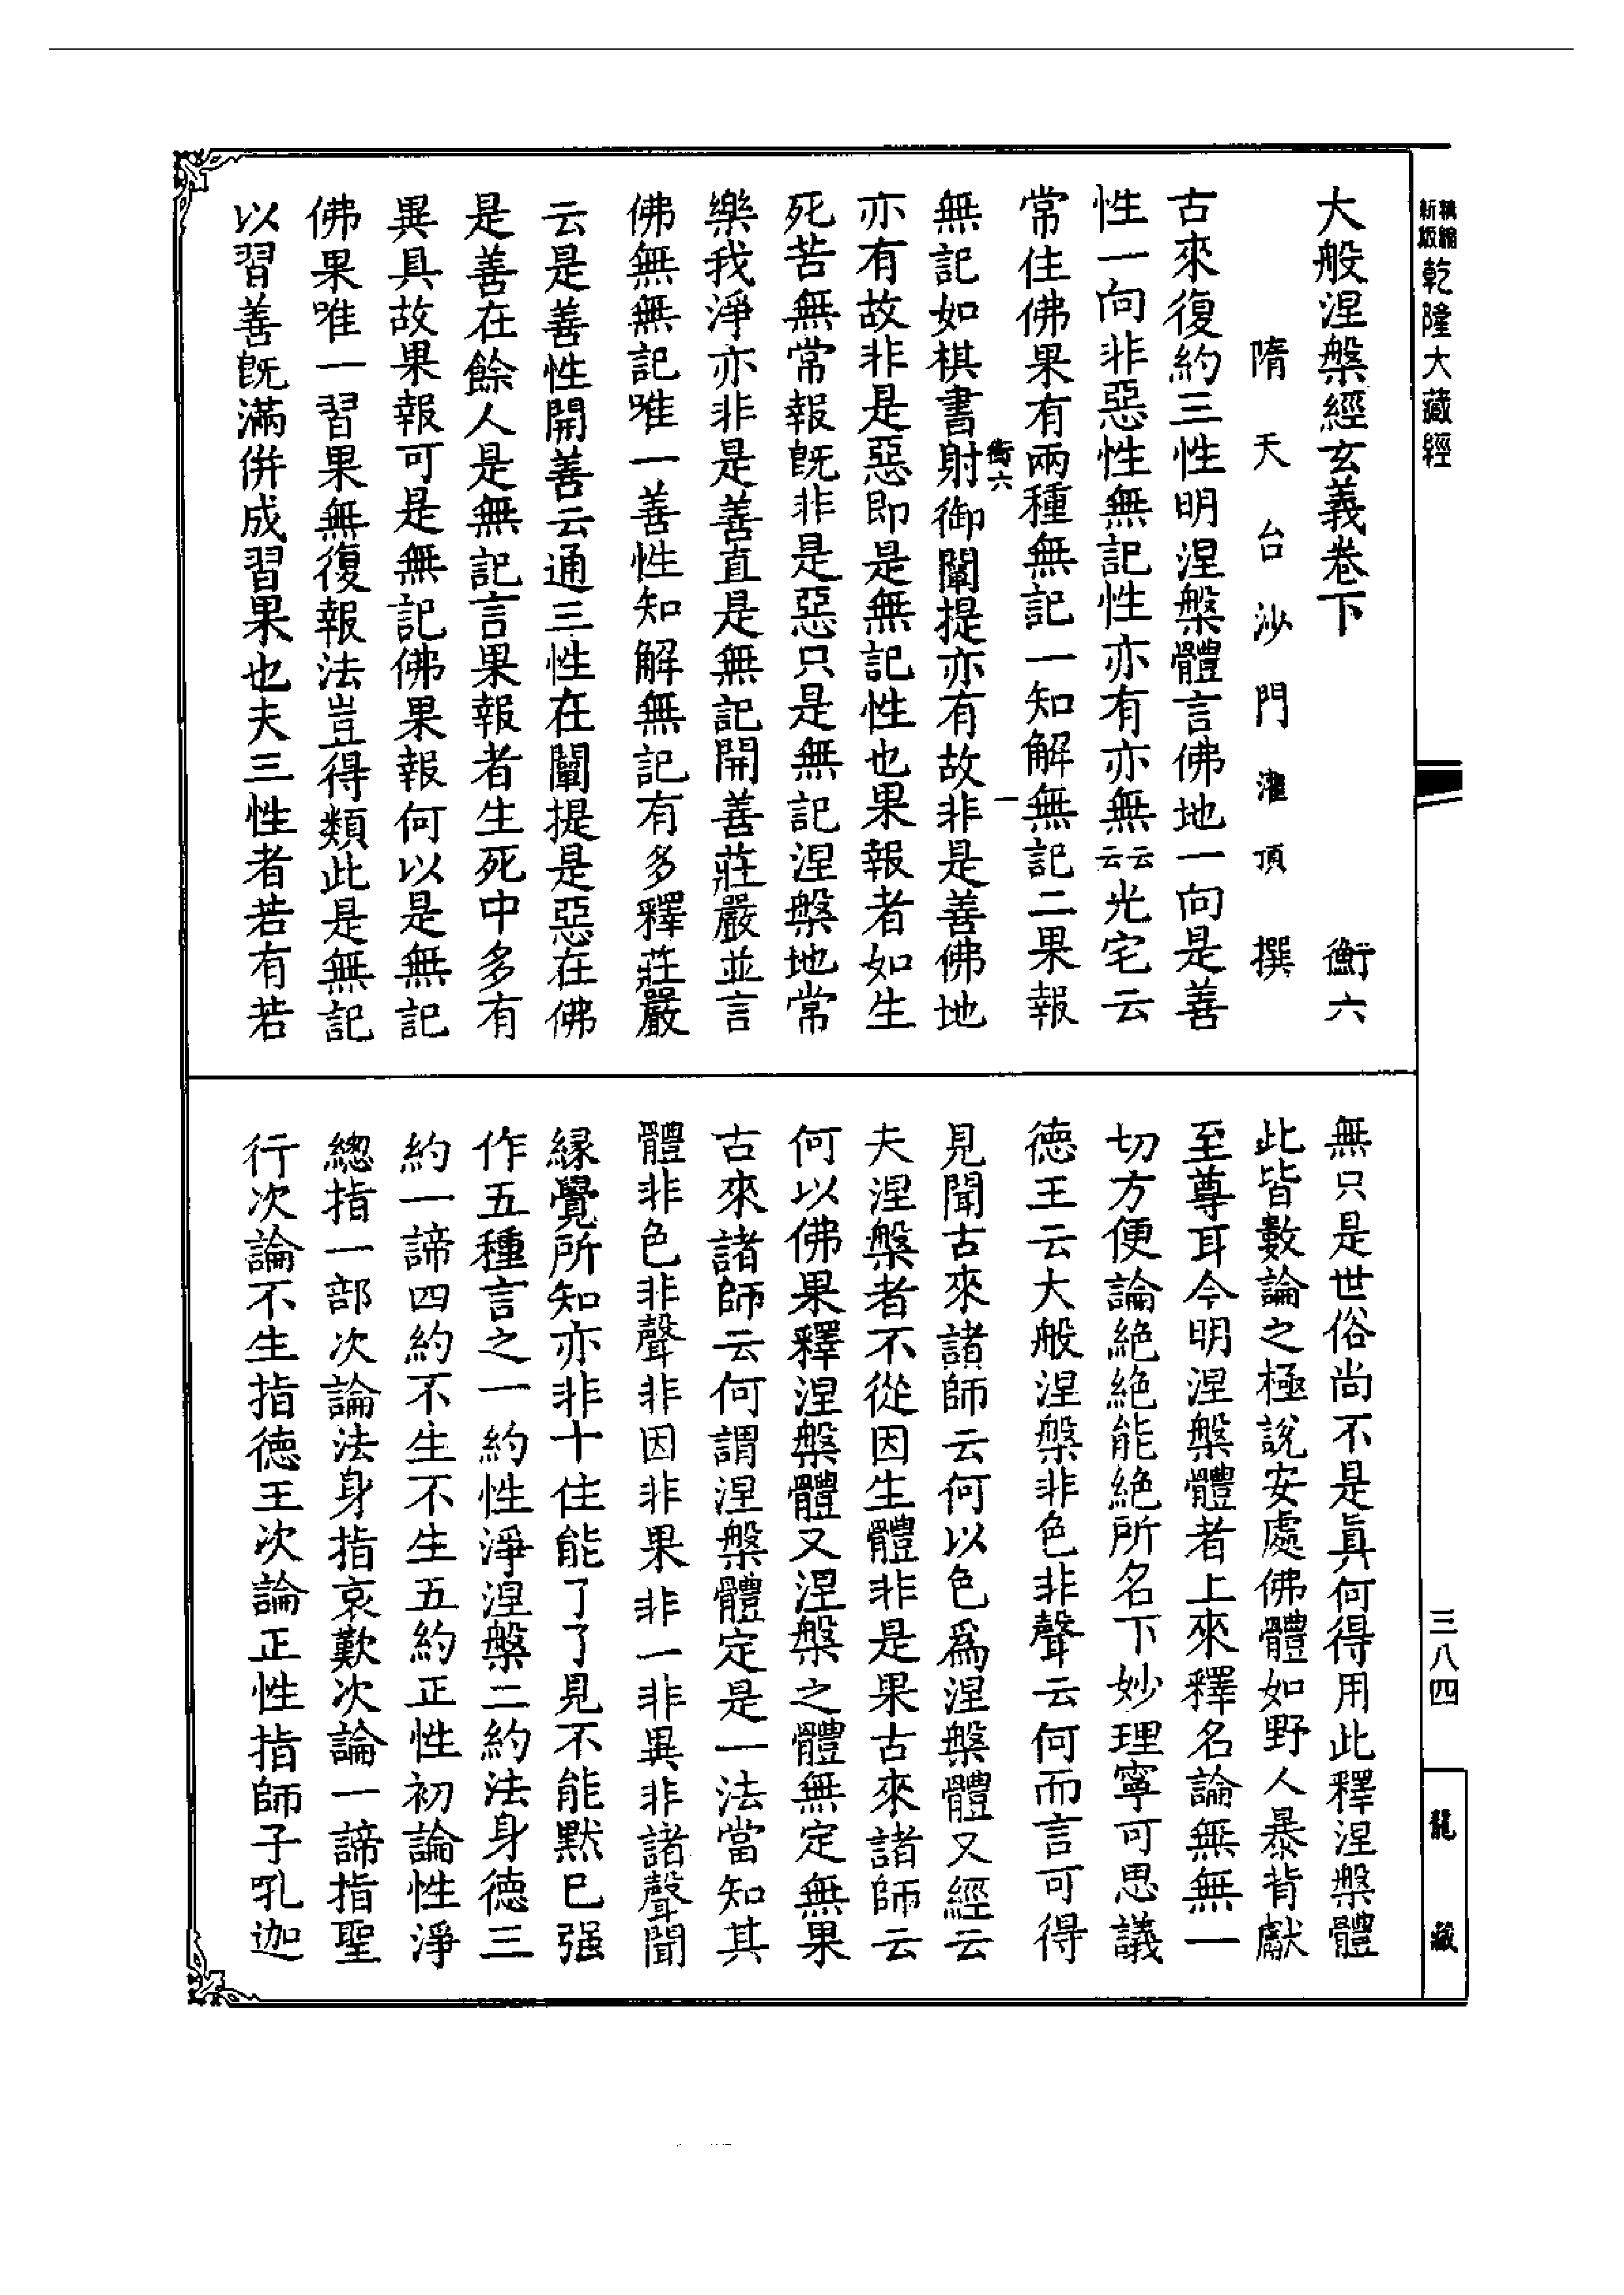 精縮
新版
乾隆大藏經
大般涅槃經玄義卷下 衡六
隋天台沙門灌頂撰
古來復約三性明涅槃體言佛地一向是善
性一向非惡性無記性亦有亦無云云光宅云
常住佛果有兩種無記一知解無記二果報
衡六 一
無記如棋書射御闡提亦有故非是善佛地
亦有故非是惡即是無記性也果報者如生
死苦無常報旣非是惡只是無記涅槃地常
樂我淨亦非是善直是無記開善莊嚴並言
佛無無記唯一善性知解無記有多釋莊嚴
云是善性開善云通三性在闡提是惡在佛
是善在餘人是無記言果報者生死中多有
異具故果報可是無記佛果報何以是無記
佛果唯一習果無復報法豈得類此是無記
以習善旣滿併成習果也夫三性者若有若
無只是世俗尚不是眞何得用此釋涅槃體
此皆數論之極說安處佛體如野人暴背獻
至尊耳今明涅槃體者上來釋名論無無一
切方便論絕絕能絕所名下妙理寧可思議
德王云大般涅槃非色非聲云何而言可得
見聞古來諸師云何以色爲涅槃體又經云
夫涅槃者不從因生體非是果古來諸師云
何以佛果釋涅槃體又涅槃之體無定無果
古來諸師云何謂涅槃體定是一法當知其
體非色非聲非因非果非一非異非諸聲聞
縁覺所知亦非十住能了了見不能默已强
作五種言之一約性淨涅槃二約法身德三
約一諦四約不生不生五約正性初論性淨
總指一部次論法身指哀歎次論一諦指聖
行次論不生指德王次論正性指師子吼迦
三八四
龍藏